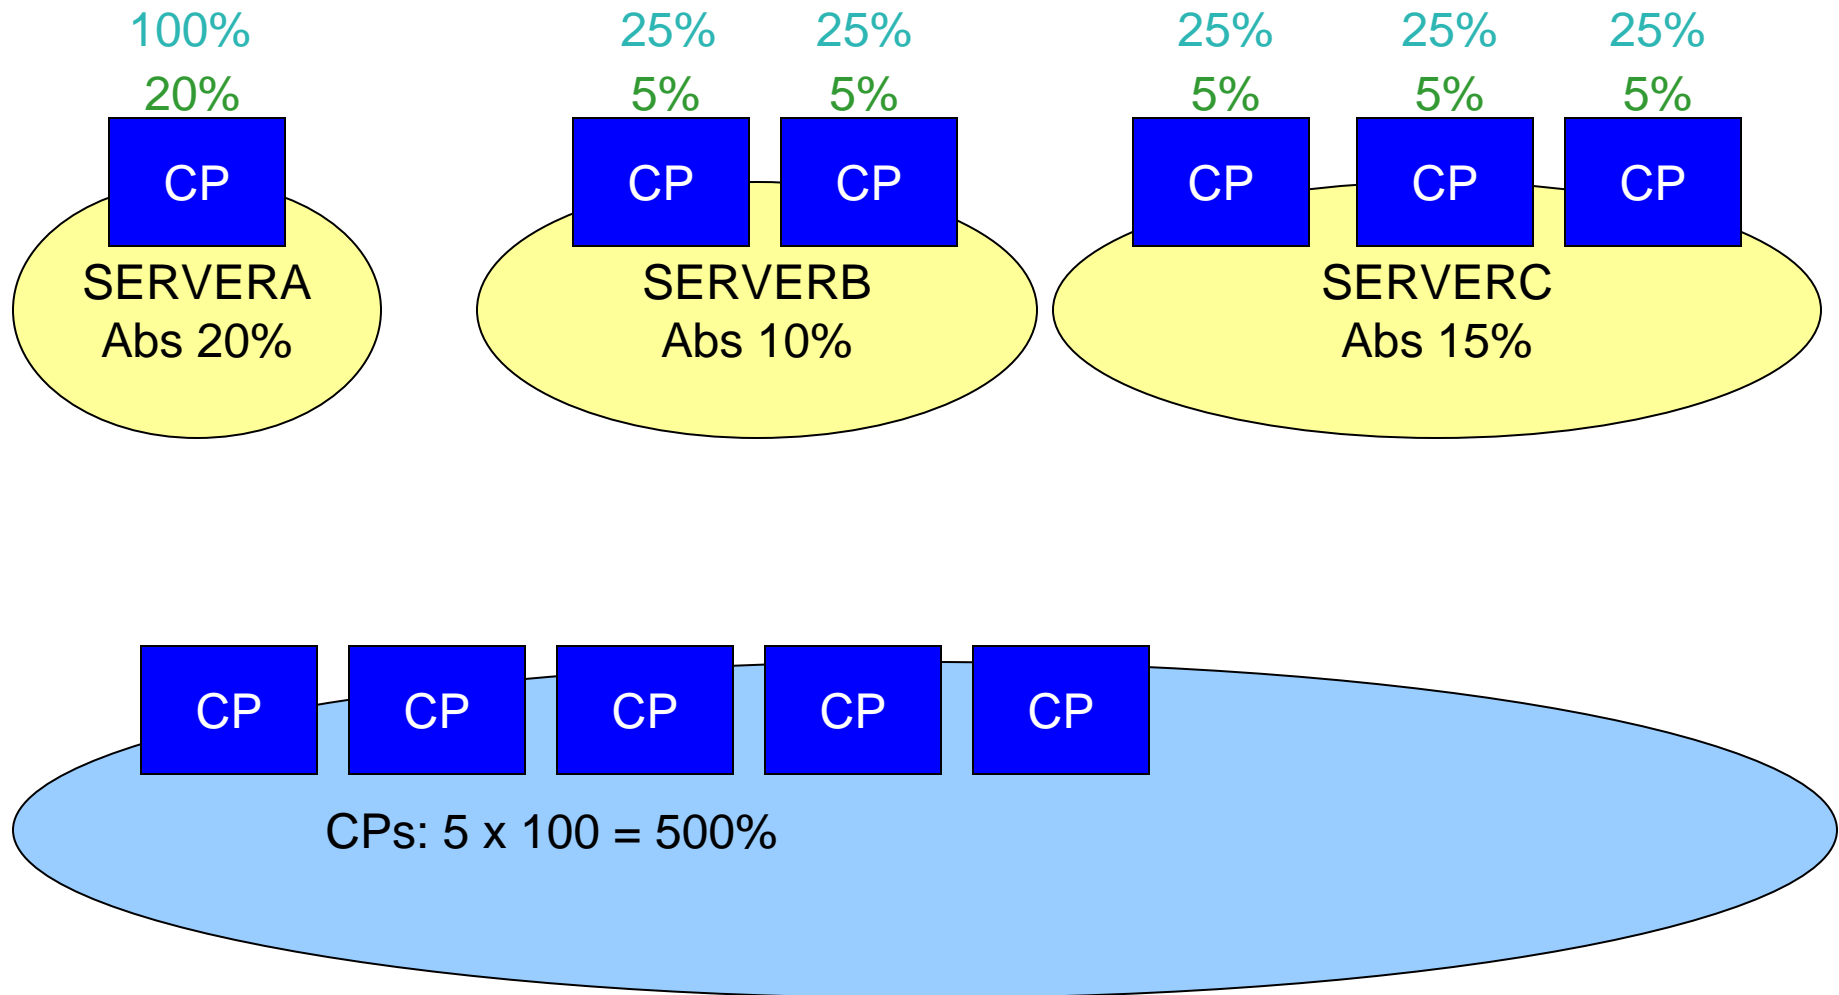 100% 25% 25% 25% 25% 25%
20% 5% 5% 5% 5% 5%
CP CP CP CP CP CP
SERVERA SERVERB SERVERC
Abs 20% Abs 10% Abs 15%
CP CP CP CP CP
CPs: 5 x 100 = 500%